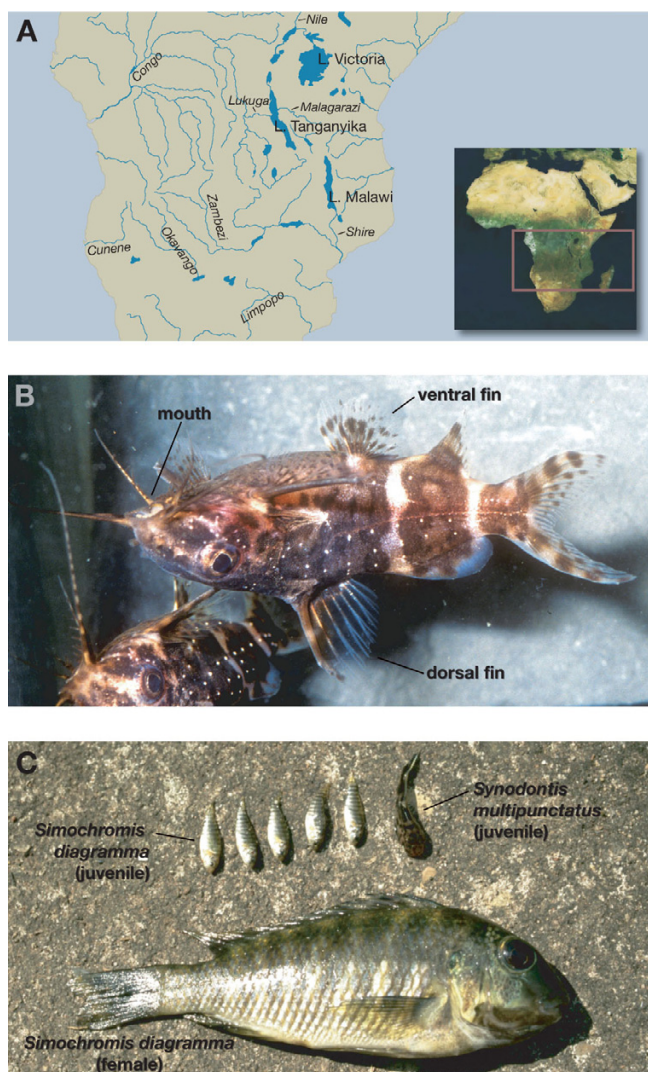 A
Nile
L. Victoria
Congo
Lukuga
Malagarazi
L. Tanganyika
L. Malawi
Zambezi
Shire
Cunene
Okavango
Limpopo
B
ventral fin
mouth
dorsal fin
C
Synodontis
multipunctatus
(juvenile)
Simochromis
diagramma
(juvenile)
Simochromis diagramma
(female)